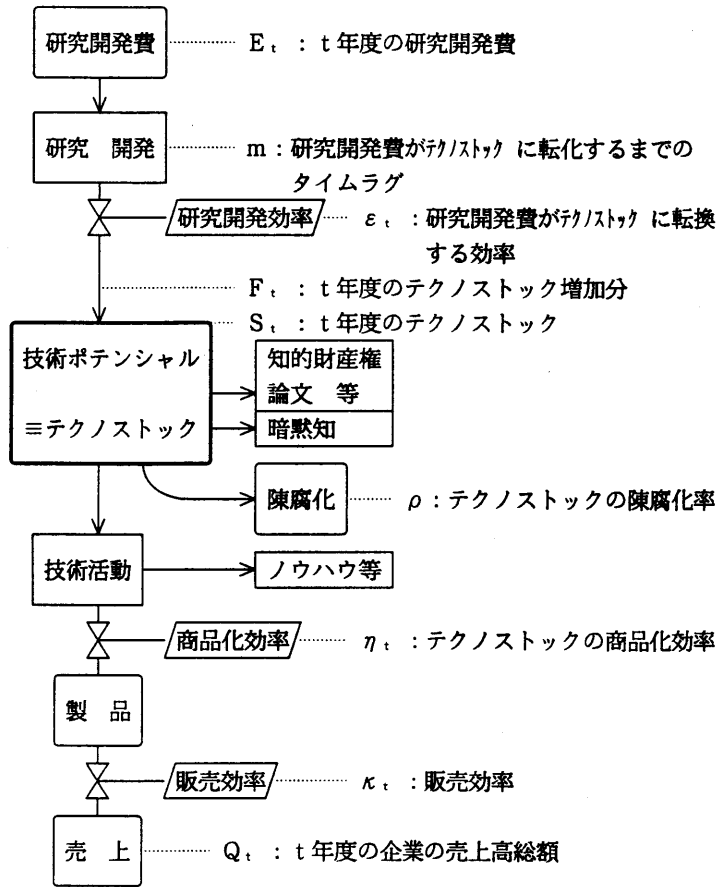 研究開発費 Eₜ : t年度の研究開発費
研究 開発 m:研究開発費がﾃｸﾉｽﾄｯｸ に転化するまでの
タイムラグ
研究開発効率 εₜ :研究開発費がﾃｸﾉｽﾄｯｸ に転換
する効率
Fₜ : t年度のテクノストック増加分
Sₜ : t年度のテクノストック
技術ポテンシャル
≡テクノストック
知的財産権
論文 等
暗黙知
陳腐化 ρ:テクノストックの陳腐化率
技術活動 ノウハウ等
商品化効率 ηₜ :テクノストックの商品化効率
製 品
販売効率 κₜ :販売効率
売 上 Qₜ : t年度の企業の売上高総額